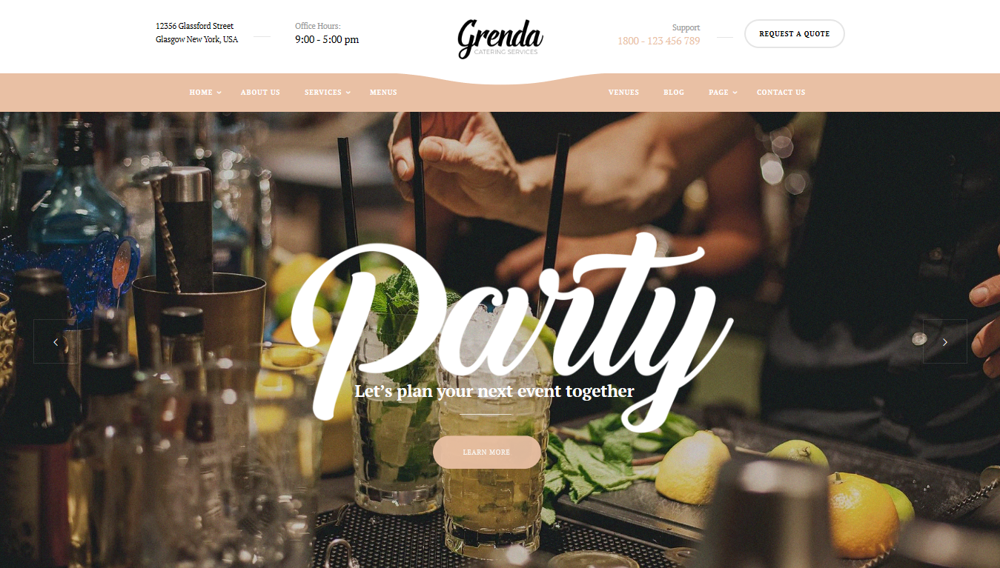 12356 Glassford Street
Glasgow New York, USA
Office Hours:
9:00 - 5:00 pm
Grenda
CATERING SERVICES
Support
1800 - 123 456 789
REQUEST A QUOTE
HOME
ABOUT US
SERVICES
MENUS
VENUES
BLOG
PAGE
CONTACT US
Party
Let’s plan your next event together
LEARN MORE